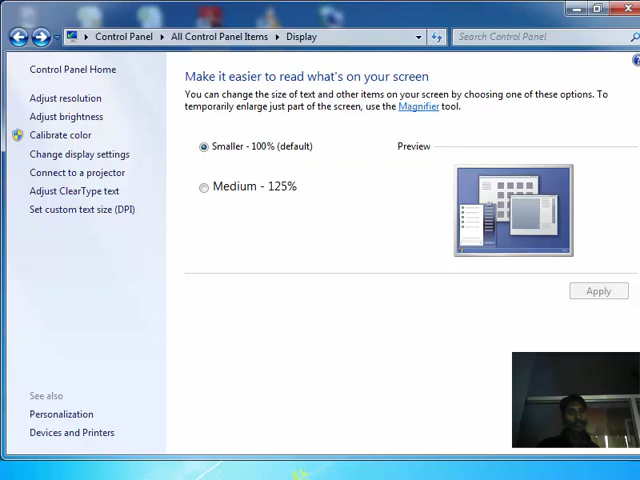 Control Panel All Control Panel Items Display
Search Control Panel
Control Panel Home
Adjust resolution
Adjust brightness
Calibrate color
Change display settings
Connect to a projector
Adjust ClearType text
Set custom text size (DPI)
See also
Personalization
Devices and Printers
Make it easier to read what's on your screen
You can change the size of text and other items on your screen by choosing one of these options. To
temporarily enlarge just part of the screen, use the Magnifier tool.
Smaller - 100% (default)
Preview
Medium - 125%
Apply